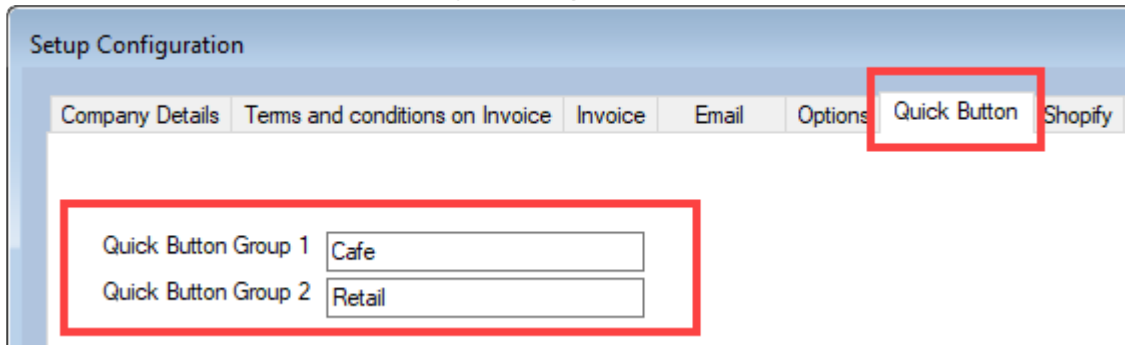 Setup Configuration
Company Details Terms and conditions on Invoice Invoice Email Options Quick Button Shopify
Quick Button Group 1 Cafe
Quick Button Group 2 Retail